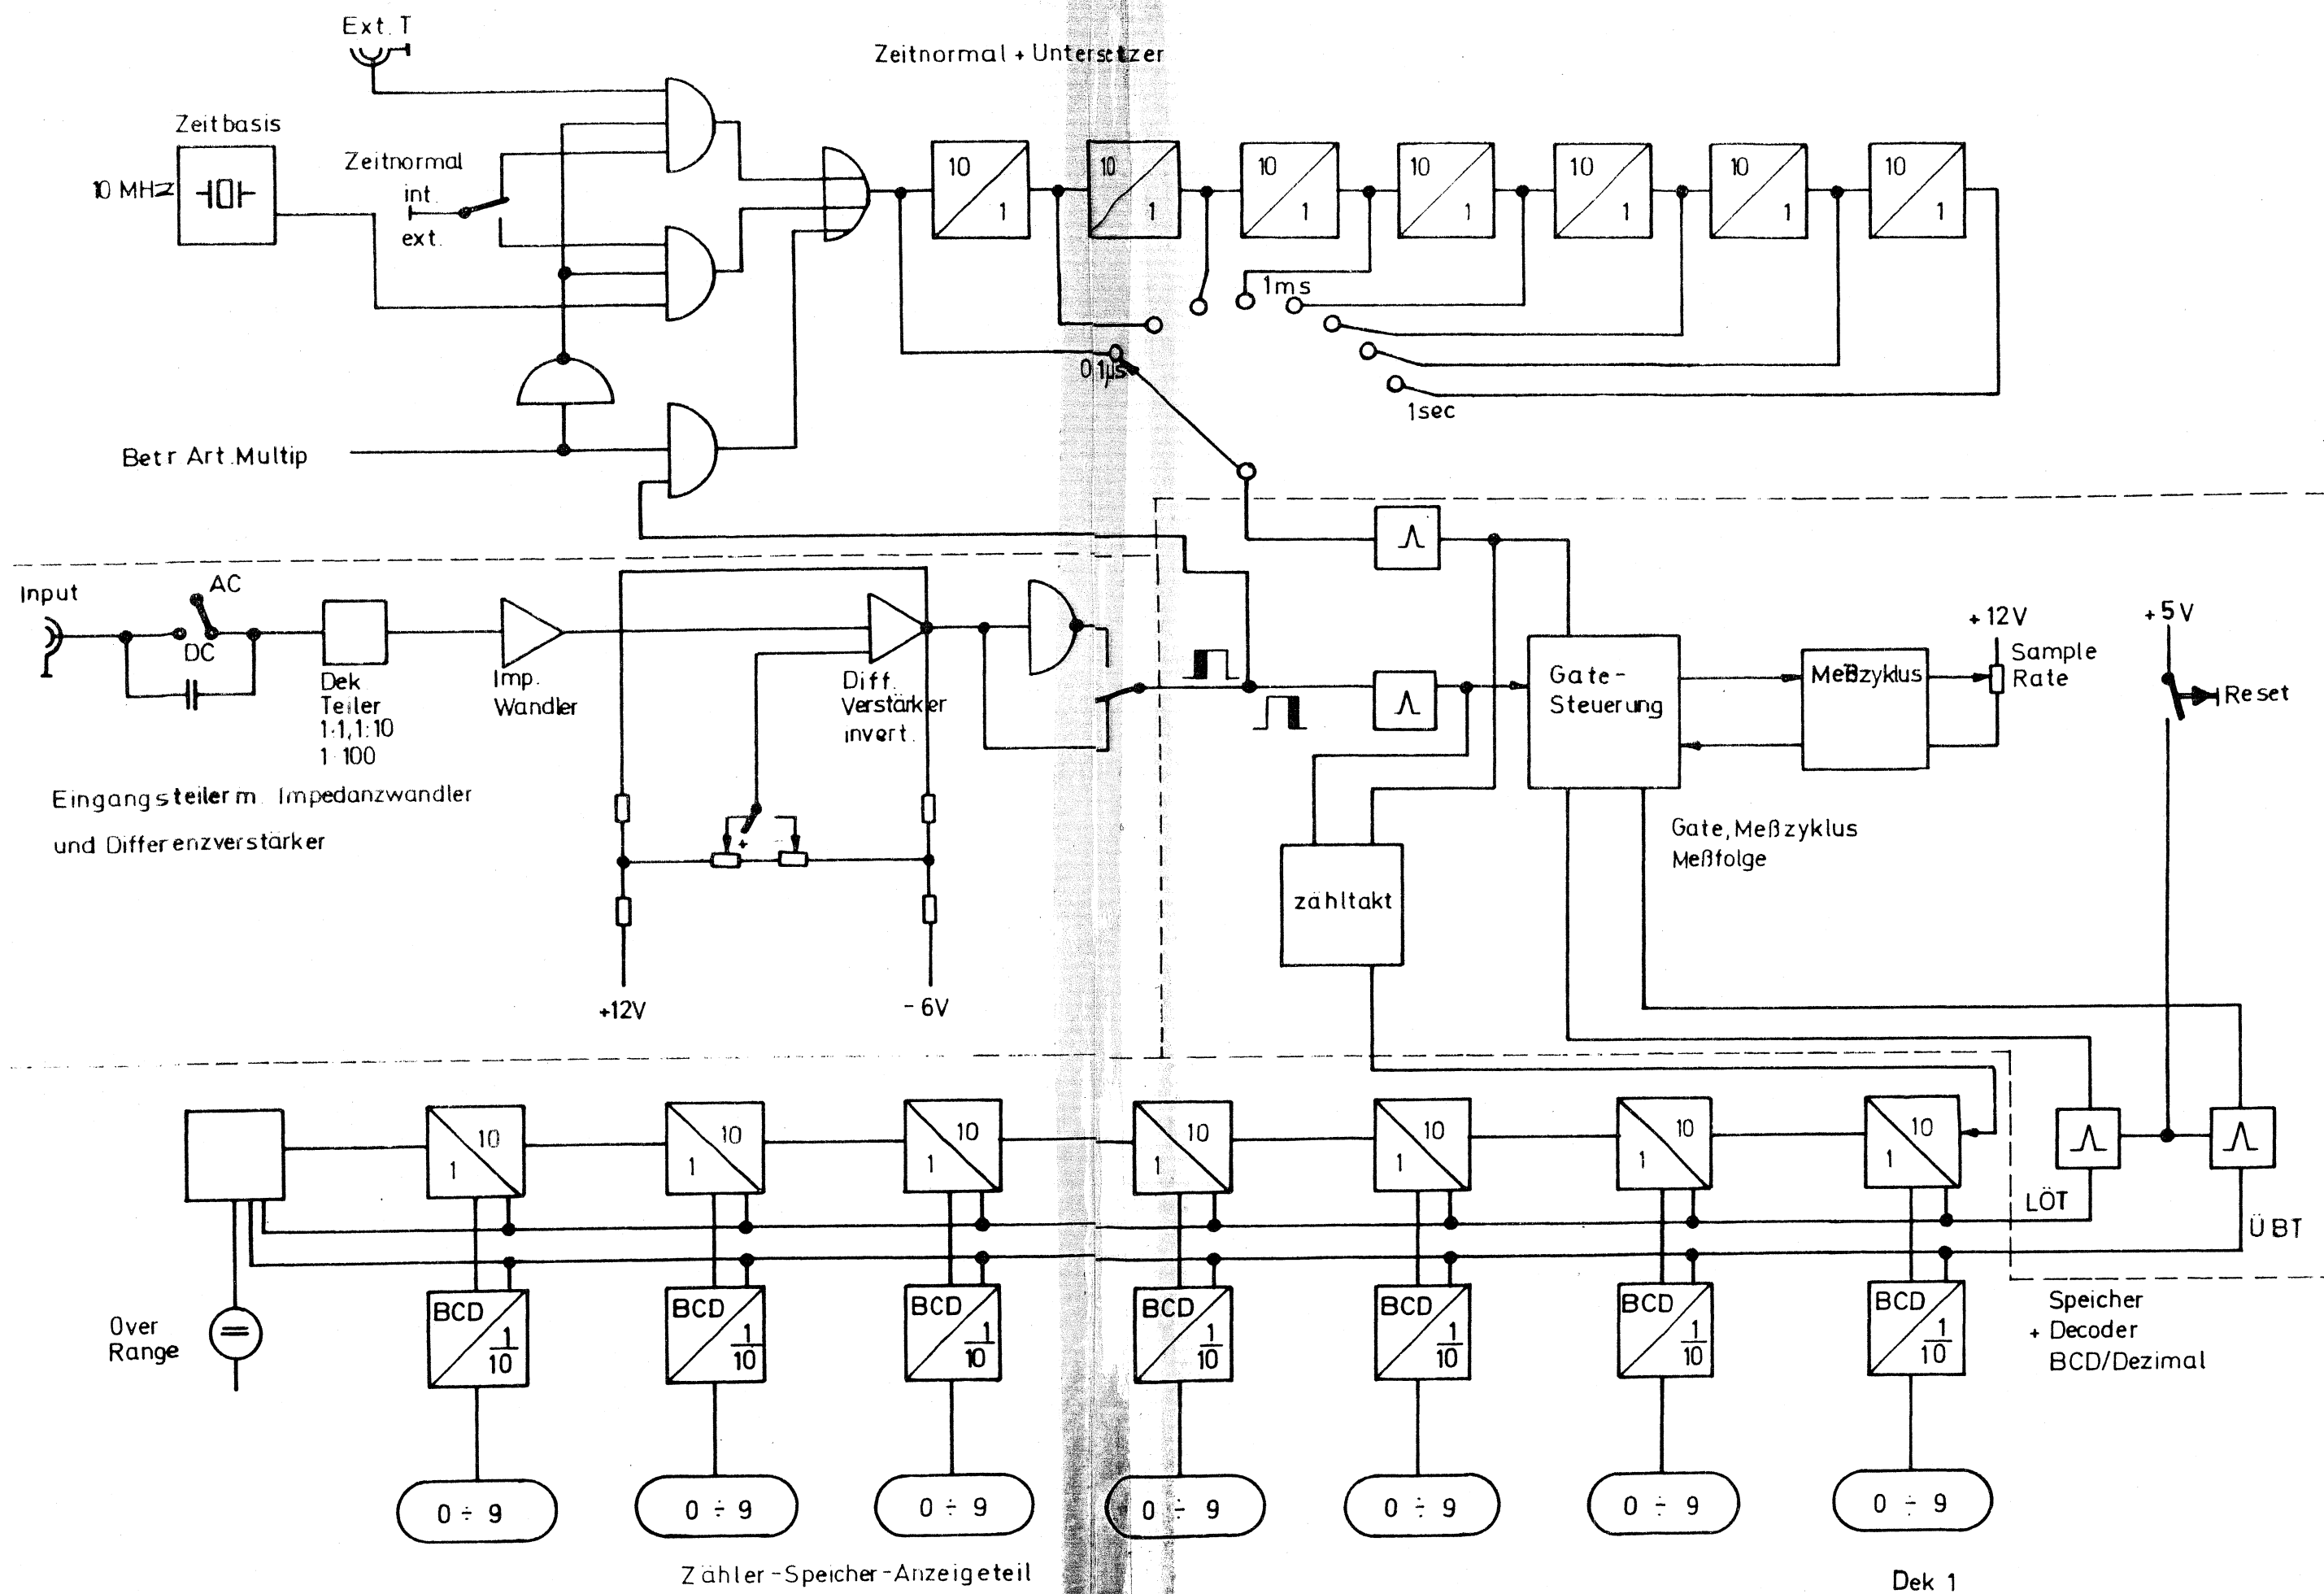 Ext. T
Zeitnormal + Untersetzer
Zeitbasis
10 MHz
Zeitnormal
int.
ext.
10
1
10
1
10
1
10
1
10
1
10
1
10
1
1ms
0,1µs
1sec
Betr Art. Multip
Input
AC
DC
Dek
Teiler
1:1, 1:10
1:100
Imp.
Wandler
Diff.
Verstärker
invert.
+
+12V
-6V
Eingangsteiler m. Impedanzwandler
und Differenzverstärker
Gate-
Steuerung
Meßzyklus
+12V
Sample
Rate
+5V
Reset
Gate, Meßzyklus
Meßfolge
zähltakt
10
1
10
1
10
1
10
1
10
1
10
1
10
1
LÖT
ÜBT
Over
Range
BCD
1
10
BCD
1
10
BCD
1
10
BCD
1
10
BCD
1
10
BCD
1
10
BCD
1
10
Speicher
+ Decoder
BCD/Dezimal
0 ÷ 9
0 ÷ 9
0 ÷ 9
0 ÷ 9
0 ÷ 9
0 ÷ 9
0 ÷ 9
Zähler-Speicher-Anzeigeteil
Dek 1